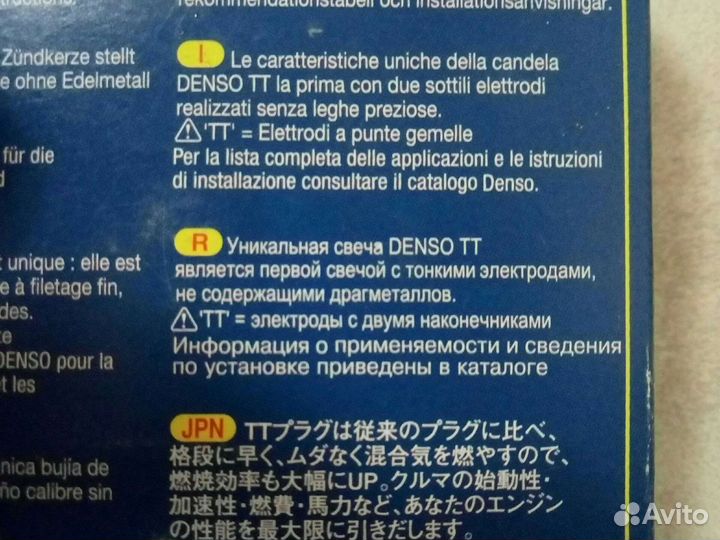 tructions.
rekommendationstabell och installationsanvisningar.
Zündkerze stellt
e ohne Edelmetall
für die
d
t unique : elle est
e à filetage fin,
des.
te
DENSO pour la
t les
nica bujía de
ño calibre sin
I Le caratteristiche uniche della candela
DENSO TT la prima con due sottili elettrodi
realizzati senza leghe preziose.
⚠'TT' = Elettrodi a punte gemelle
Per la lista completa delle applicazioni e le istruzioni
di installazione consultare il catalogo Denso.
R Уникальная свеча DENSO TT
является первой свечой с тонкими электродами,
не содержащими драгметаллов.
⚠'TT' = электроды с двумя наконечниками
Информация о применяемости и сведения
по установке приведены в каталоге
JPN TTプラグは従来のプラグに比べ、
格段に早く、ムダなく混合気を燃やすので、
燃焼効率も大幅にUP。クルマの始動性・
加速性・燃費・馬力など、あなたのエンジン
の性能を最大限に引きだします。
Avito